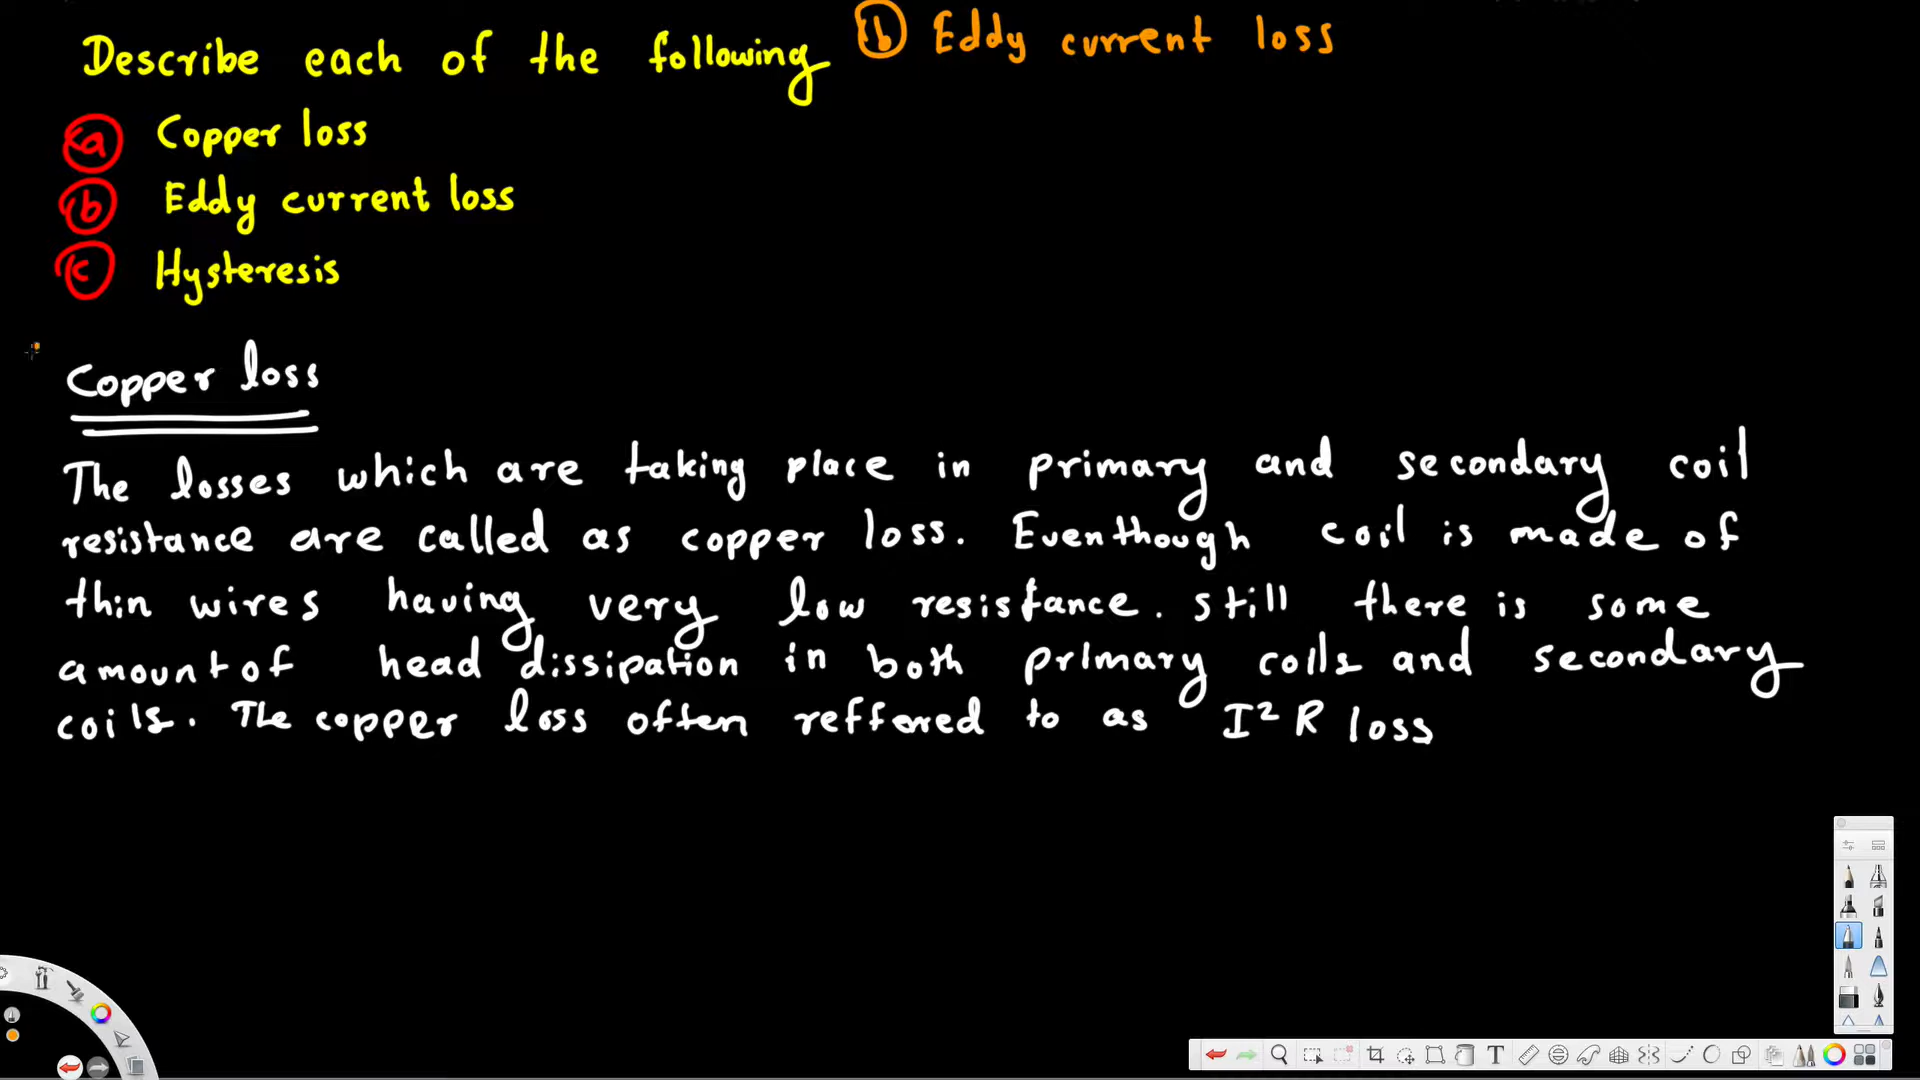 Describe each of the following
(b) Eddy current loss
(a) Copper loss
(b) Eddy current loss
(c) Hysteresis
Copper loss
The losses which are taking place in primary and secondary coil
resistance are called as copper loss. Eventhough coil is made of
thin wires having very low resistance. still there is some
amount of head dissipation in both primary coils and secondary
coils. The copper loss often reffered to as I²R loss